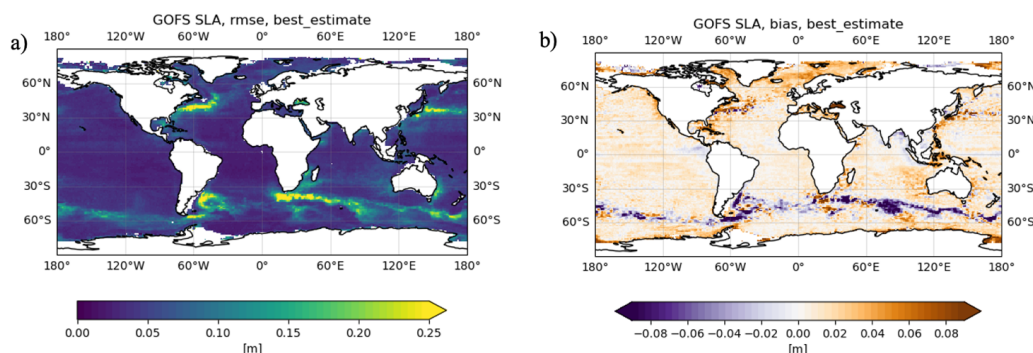 a)
GOFS SLA, rmse, best_estimate
180° 120°W 60°W 0° 60°E 120°E 180°
60°N 60°N
30°N 30°N
0° 0°
30°S 30°S
60°S 60°S
180° 120°W 60°W 0° 60°E 120°E 180°
0.00 0.05 0.10 0.15 0.20 0.25
[m]
b)
GOFS SLA, bias, best_estimate
180° 120°W 60°W 0° 60°E 120°E 180°
60°N 60°N
30°N 30°N
0° 0°
30°S 30°S
60°S 60°S
180° 120°W 60°W 0° 60°E 120°E 180°
−0.08 −0.06 −0.04 −0.02 0.00 0.02 0.04 0.06 0.08
[m]